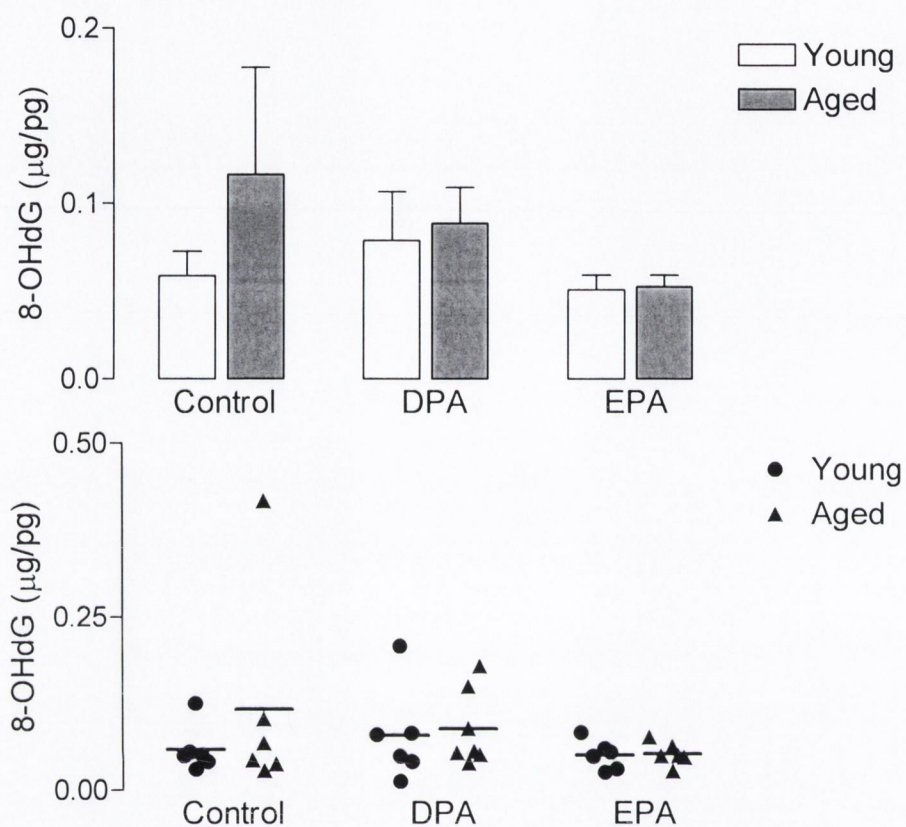 0.2
Young
Aged
0.1
8-OHdG (µg/pg)
0.0
Control DPA EPA
0.50
Young
Aged
0.25
8-OHdG (µg/pg)
0.00
Control DPA EPA